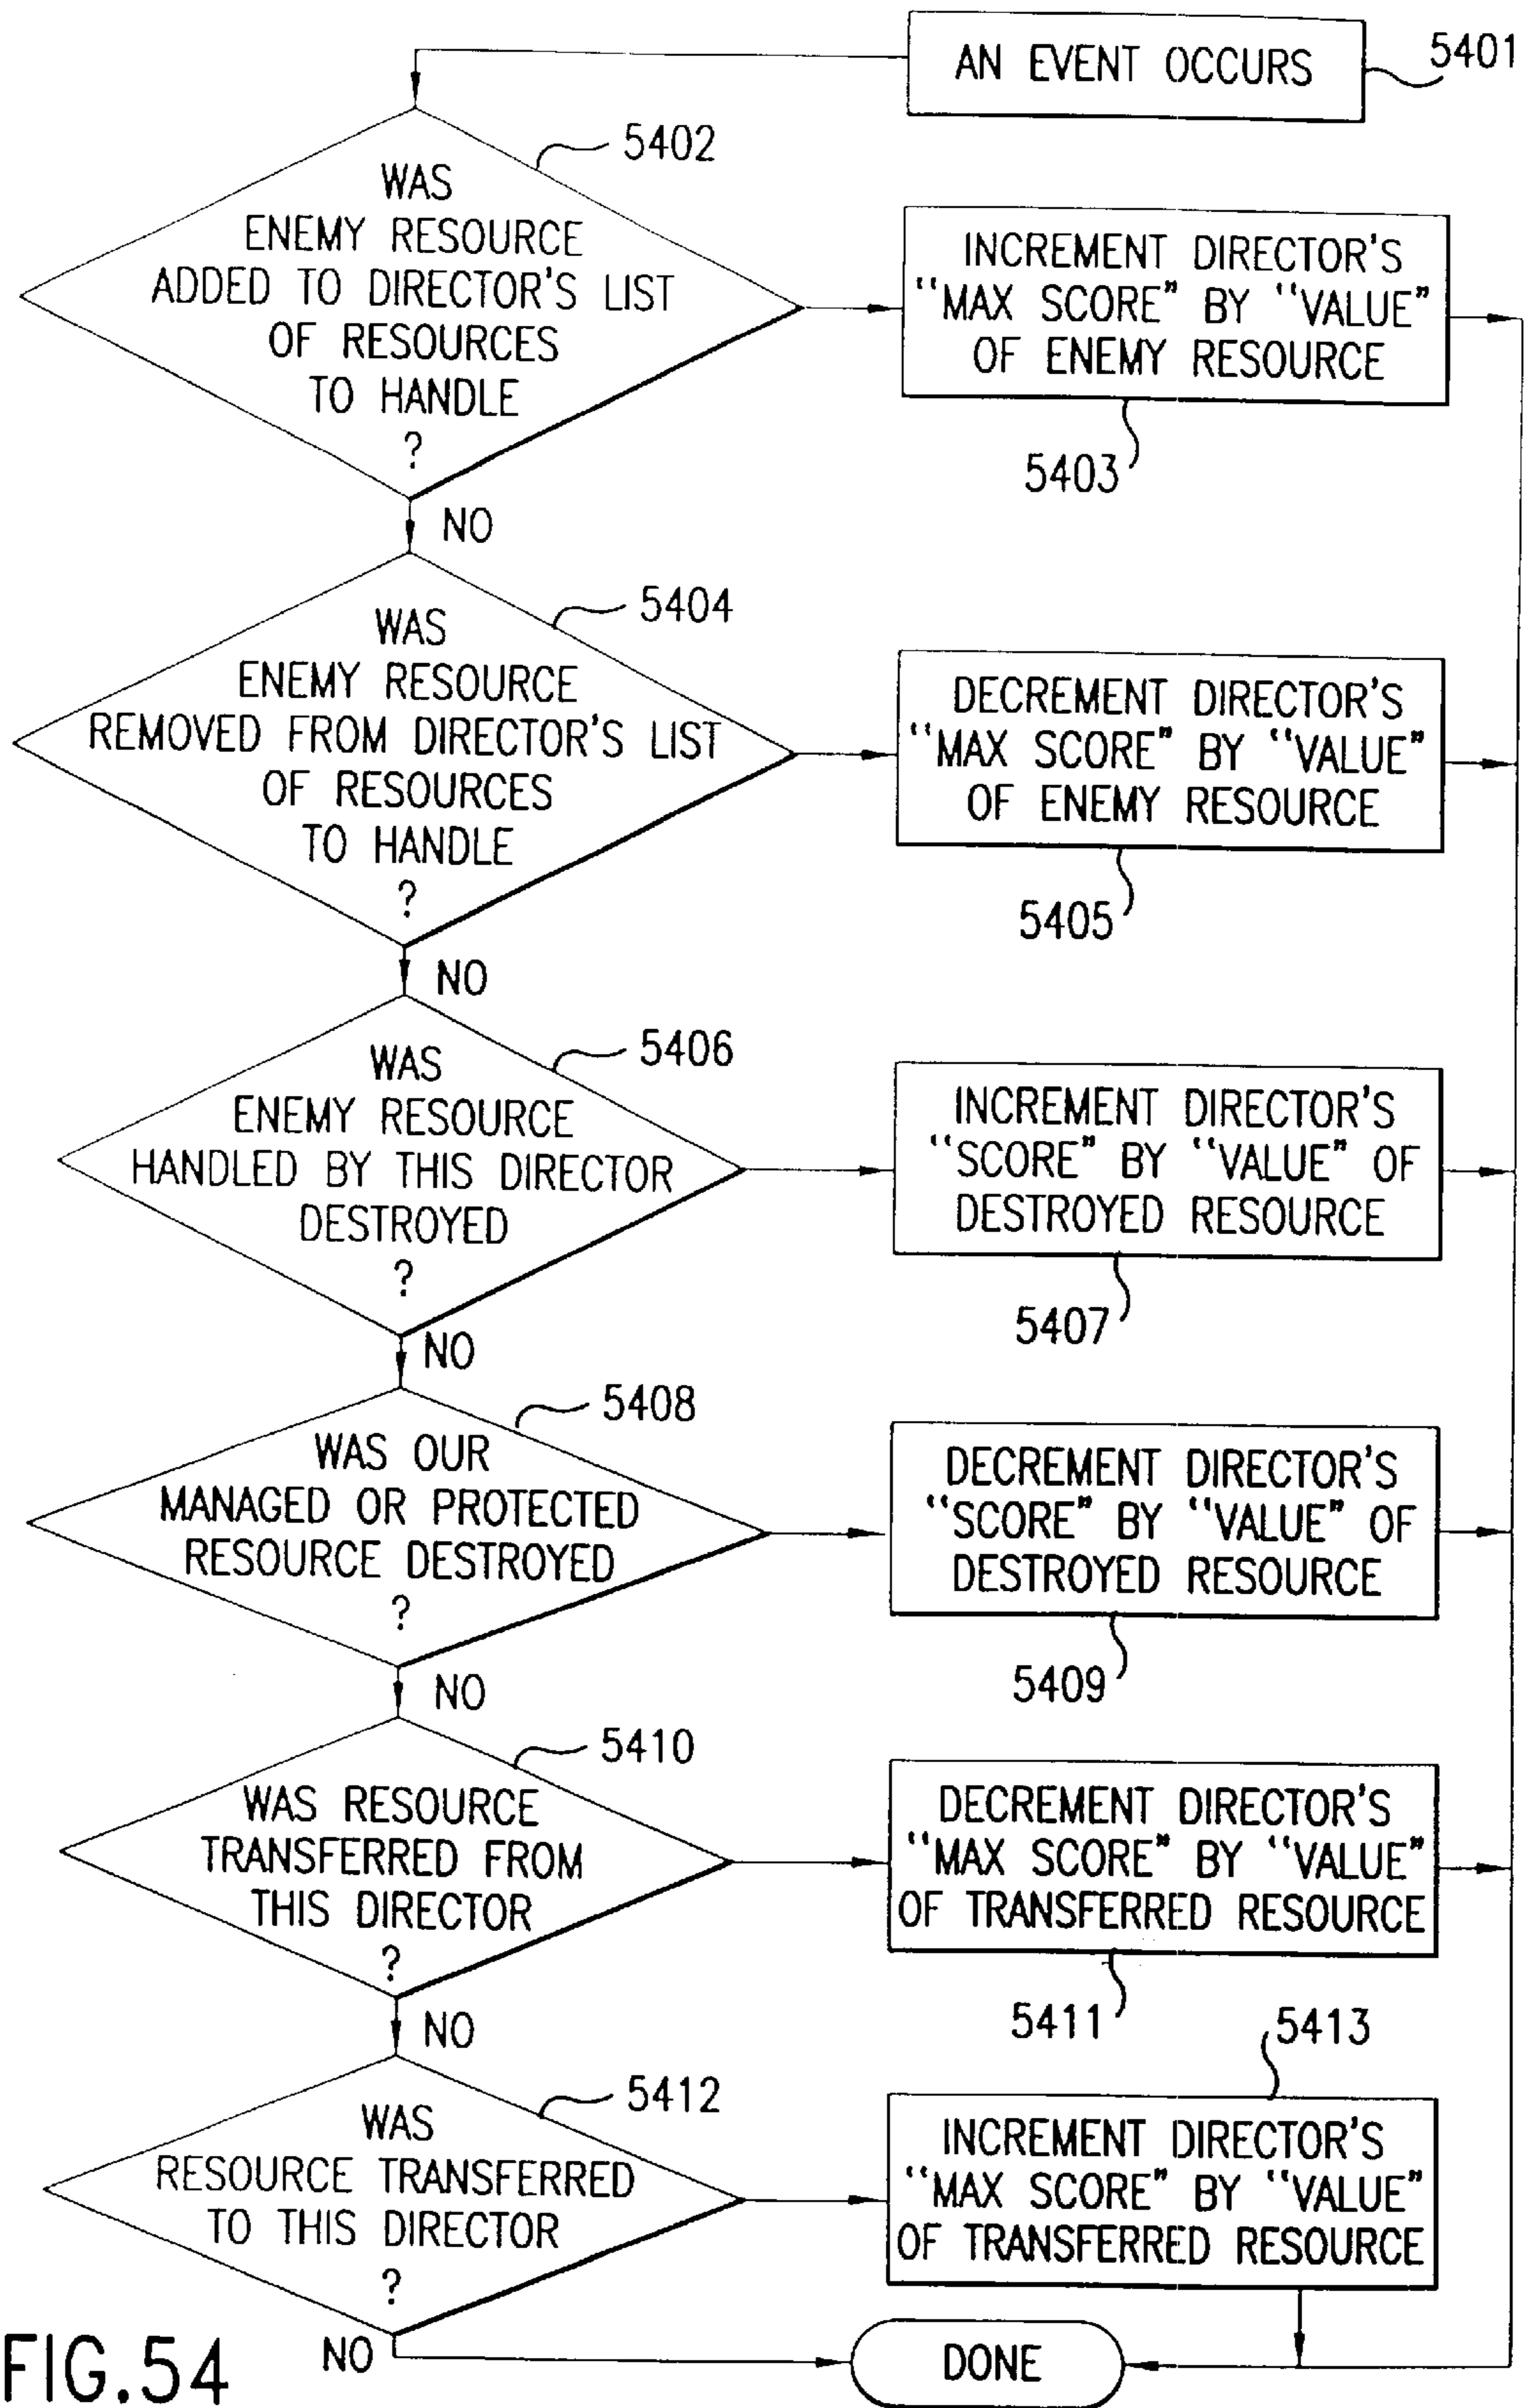 AN EVENT OCCURS
5401
5402
WAS
ENEMY RESOURCE
ADDED TO DIRECTOR'S LIST
OF RESOURCES
TO HANDLE
?
INCREMENT DIRECTOR'S
"MAX SCORE" BY "VALUE"
OF ENEMY RESOURCE
5403
NO
5404
WAS
ENEMY RESOURCE
REMOVED FROM DIRECTOR'S LIST
OF RESOURCES
TO HANDLE
?
DECREMENT DIRECTOR'S
"MAX SCORE" BY "VALUE"
OF ENEMY RESOURCE
5405
NO
5406
WAS
ENEMY RESOURCE
HANDLED BY THIS DIRECTOR
DESTROYED
?
INCREMENT DIRECTOR'S
"SCORE" BY "VALUE" OF
DESTROYED RESOURCE
5407
NO
5408
WAS OUR
MANAGED OR PROTECTED
RESOURCE DESTROYED
?
DECREMENT DIRECTOR'S
"SCORE" BY "VALUE" OF
DESTROYED RESOURCE
5409
NO
5410
WAS RESOURCE
TRANSFERRED FROM
THIS DIRECTOR
?
DECREMENT DIRECTOR'S
"MAX SCORE" BY "VALUE"
OF TRANSFERRED RESOURCE
5411
NO
5412
WAS
RESOURCE TRANSFERRED
TO THIS DIRECTOR
?
5413
INCREMENT DIRECTOR'S
"MAX SCORE" BY "VALUE"
OF TRANSFERRED RESOURCE
NO
DONE
FIG.54